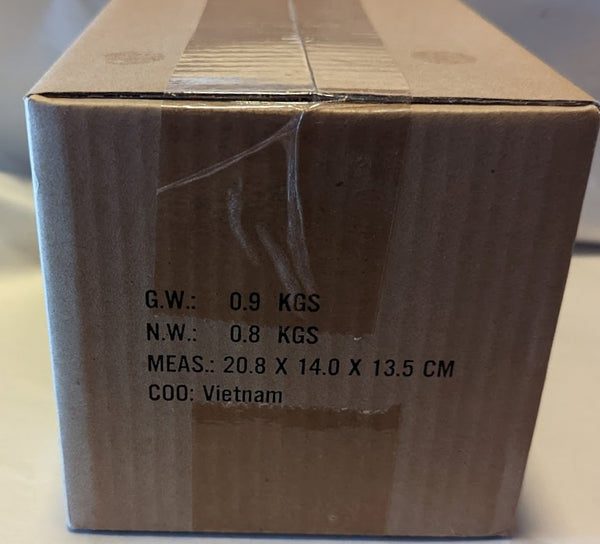 G.W.: 0.9 KGS
N.W.: 0.8 KGS
MEAS.: 20.8 X 14.0 X 13.5 CM
COO: Vietnam